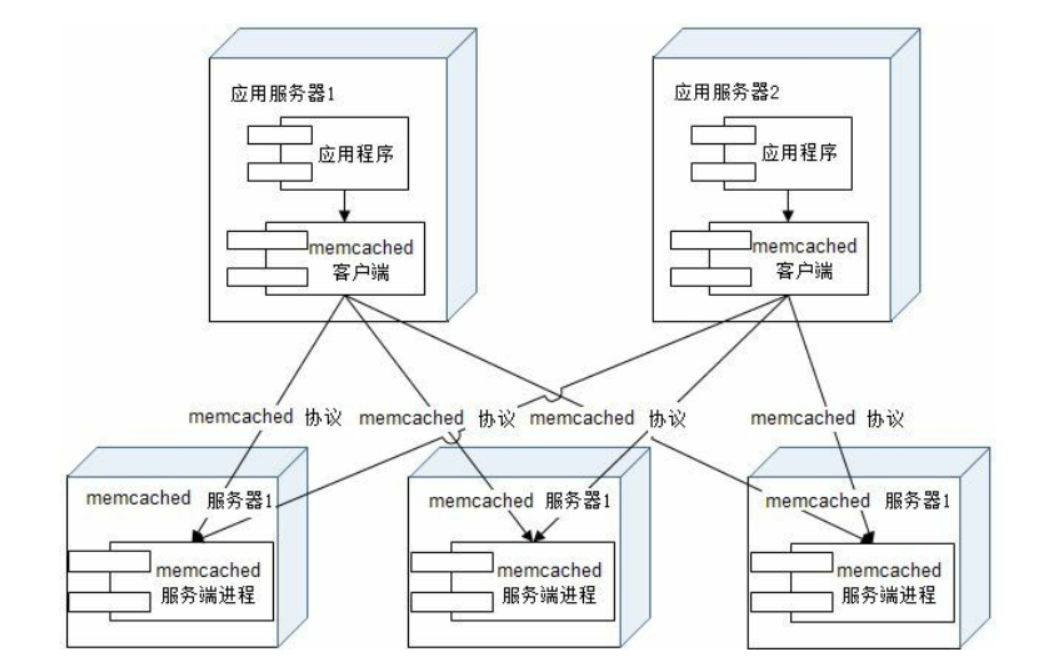 应用服务器1
应用服务器2
应用程序
应用程序
memcached
客户端
memcached
客户端
memcached 协议
memcached 协议
memcached 协议
memcached 协议
memcached 服务器1
memcached 服务器1
memcached 服务器1
memcached
服务端进程
memcached
服务端进程
memcached
服务端进程